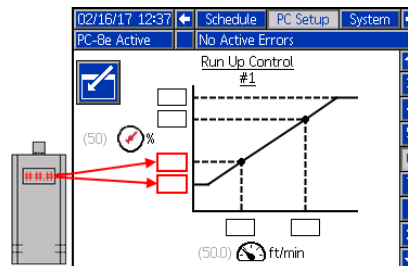 02/16/17 12:37 Schedule PC Setup System
PC-8e Active No Active Errors
Run Up Control
#1
(50) %
##.#
(50.0) ft/min